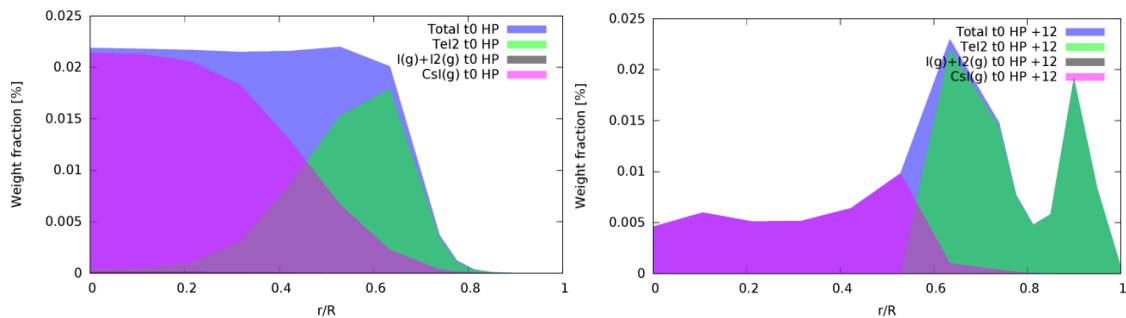 0.025
0.02
0.015
0.01
0.005
0
Weight fraction [%]
Total t0 HP
TeI2 t0 HP
I(g)+I2(g) t0 HP
CsI(g) t0 HP
0 0.2 0.4 0.6 0.8 1
r/R
0.025
0.02
0.015
0.01
0.005
0
Weight fraction [%]
Total t0 HP +12
TeI2 t0 HP +12
I(g)+I2(g) t0 HP +12
CsI(g) t0 HP +12
0 0.2 0.4 0.6 0.8 1
r/R